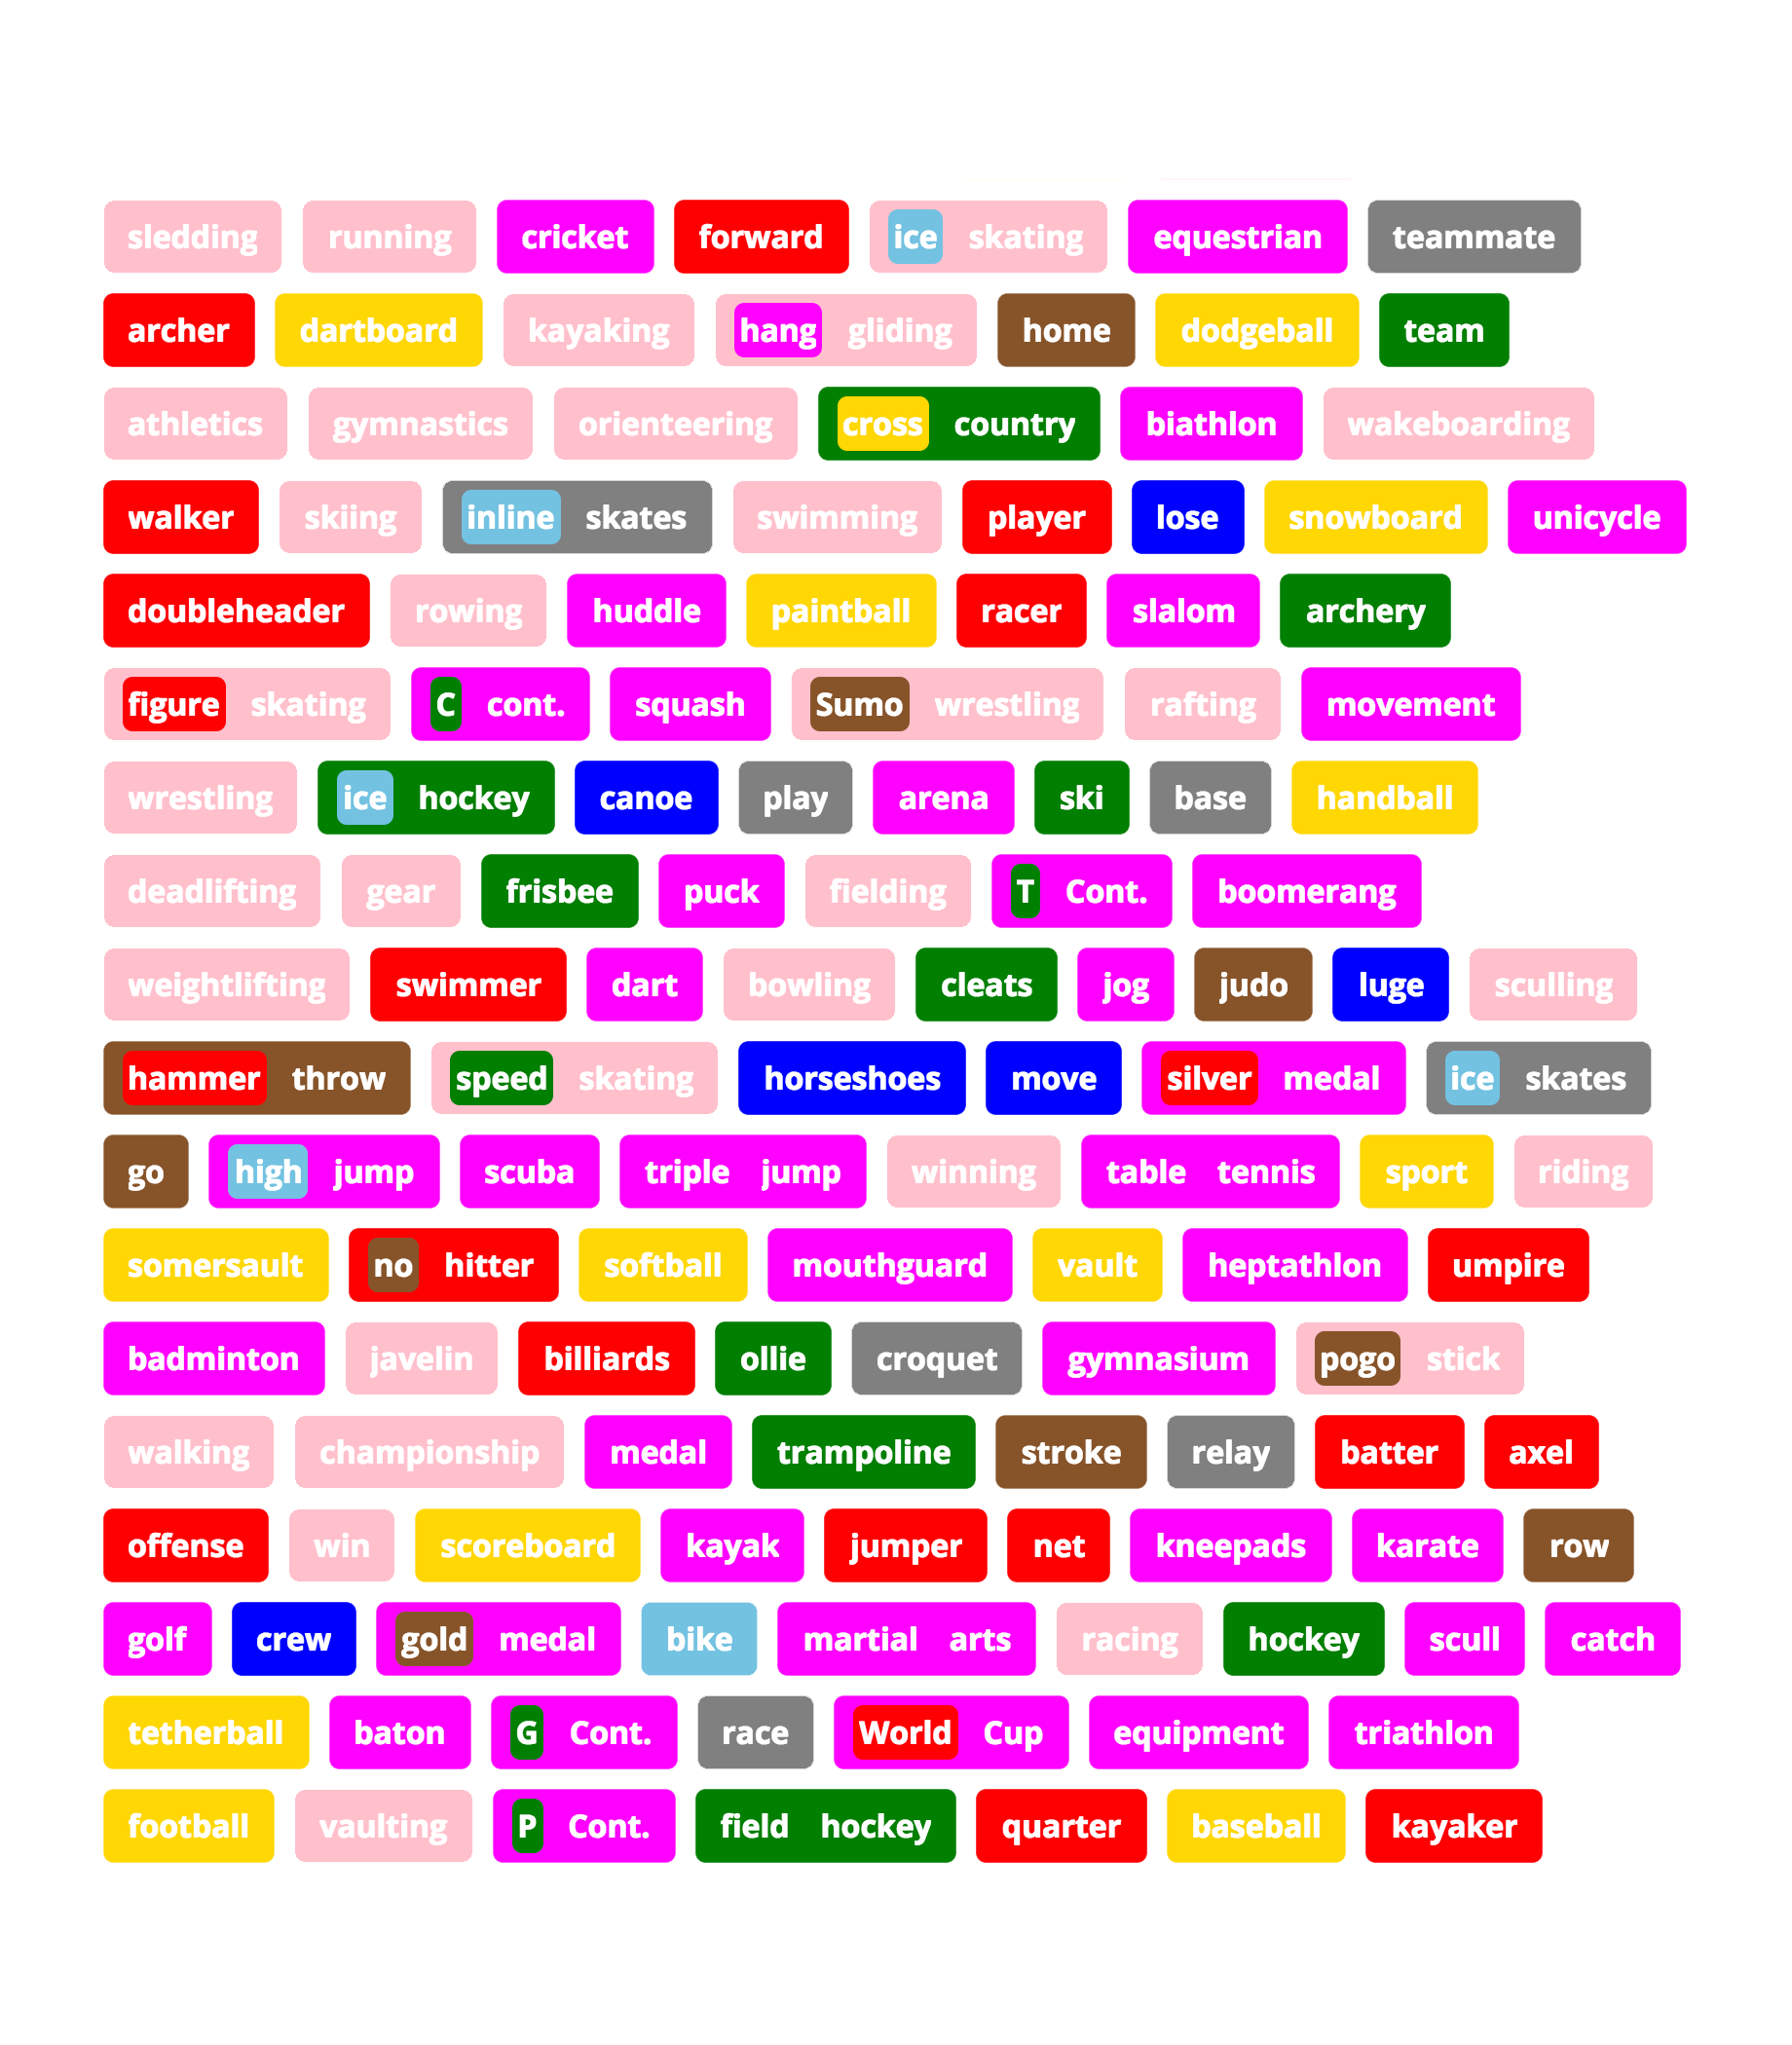 sledding running cricket forward ice skating equestrian teammate
archer dartboard kayaking hang gliding home dodgeball team
athletics gymnastics orienteering cross country biathlon wakeboarding
walker skiing inline skates swimming player lose snowboard unicycle
doubleheader rowing huddle paintball racer slalom archery
figure skating C cont. squash Sumo wrestling rafting movement
wrestling ice hockey canoe play arena ski base handball
deadlifting gear frisbee puck fielding T Cont. boomerang
weightlifting swimmer dart bowling cleats jog judo luge sculling
hammer throw speed skating horseshoes move silver medal ice skates
go high jump scuba triple jump winning table tennis sport riding
somersault no hitter softball mouthguard vault heptathlon umpire
badminton javelin billiards ollie croquet gymnasium pogo stick
walking championship medal trampoline stroke relay batter axel
offense win scoreboard kayak jumper net kneepads karate row
golf crew gold medal bike martial arts racing hockey scull catch
tetherball baton G Cont. race World Cup equipment triathlon
football vaulting P Cont. field hockey quarter baseball kayaker